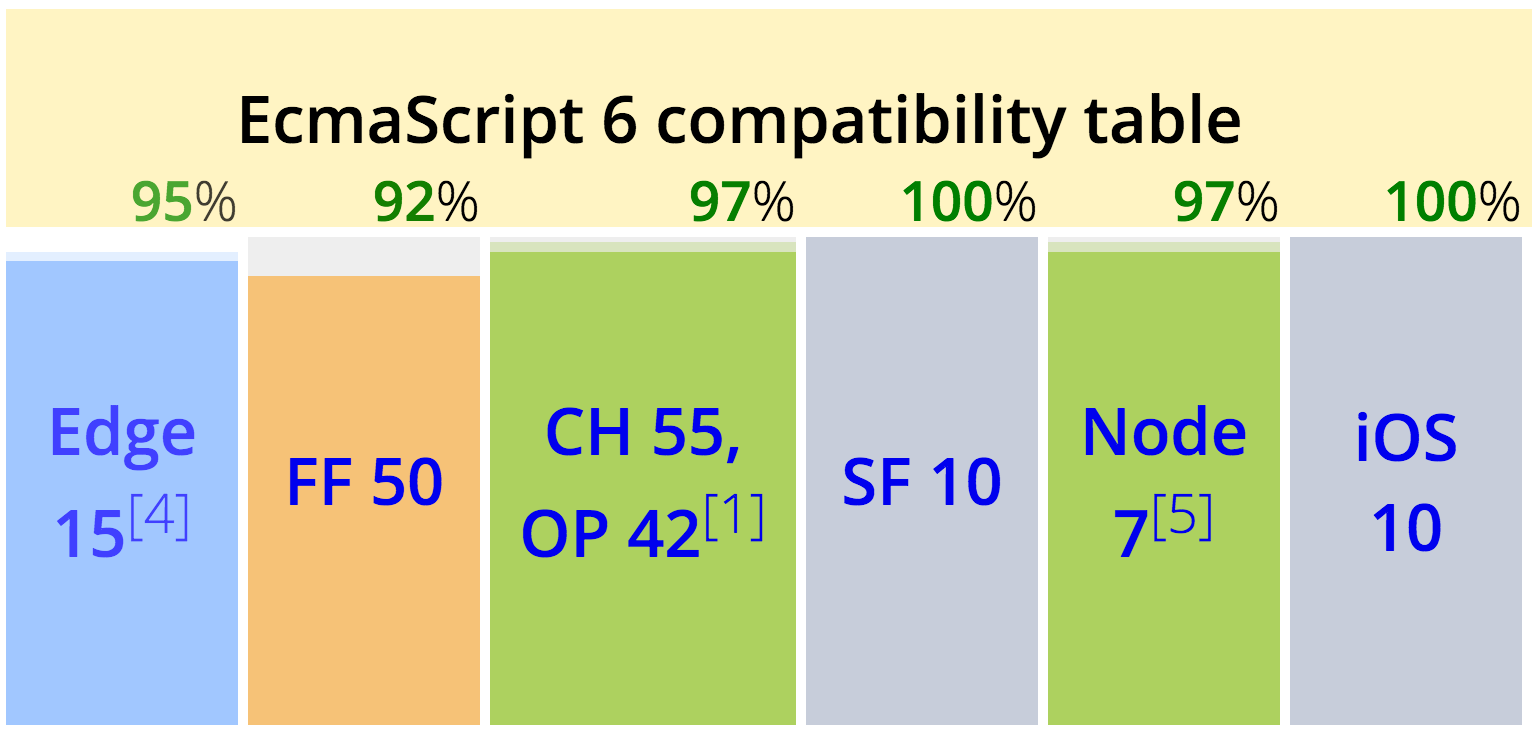 EcmaScript 6 compatibility table
95% 92% 97% 100% 97% 100%
Edge
15[4]
FF 50
CH 55,
OP 42[1]
SF 10
Node
7[5]
iOS
10